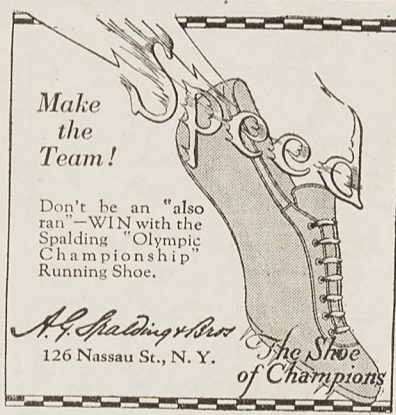 Make
the
Team!
Speed
Don't be an "also
ran"—WIN with the
Spalding "Olympic
Championship"
Running Shoe.
A. G. Spalding & Bros
126 Nassau St., N. Y.
"The Shoe
of Champions